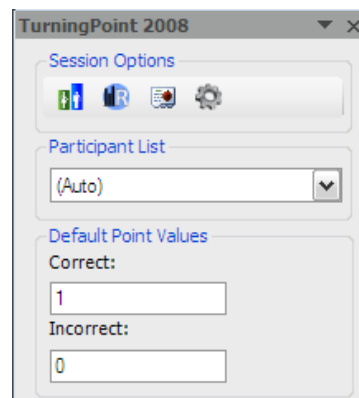 TurningPoint 2008
Session Options
Participant List
(Auto)
Default Point Values
Correct:
1
Incorrect:
0